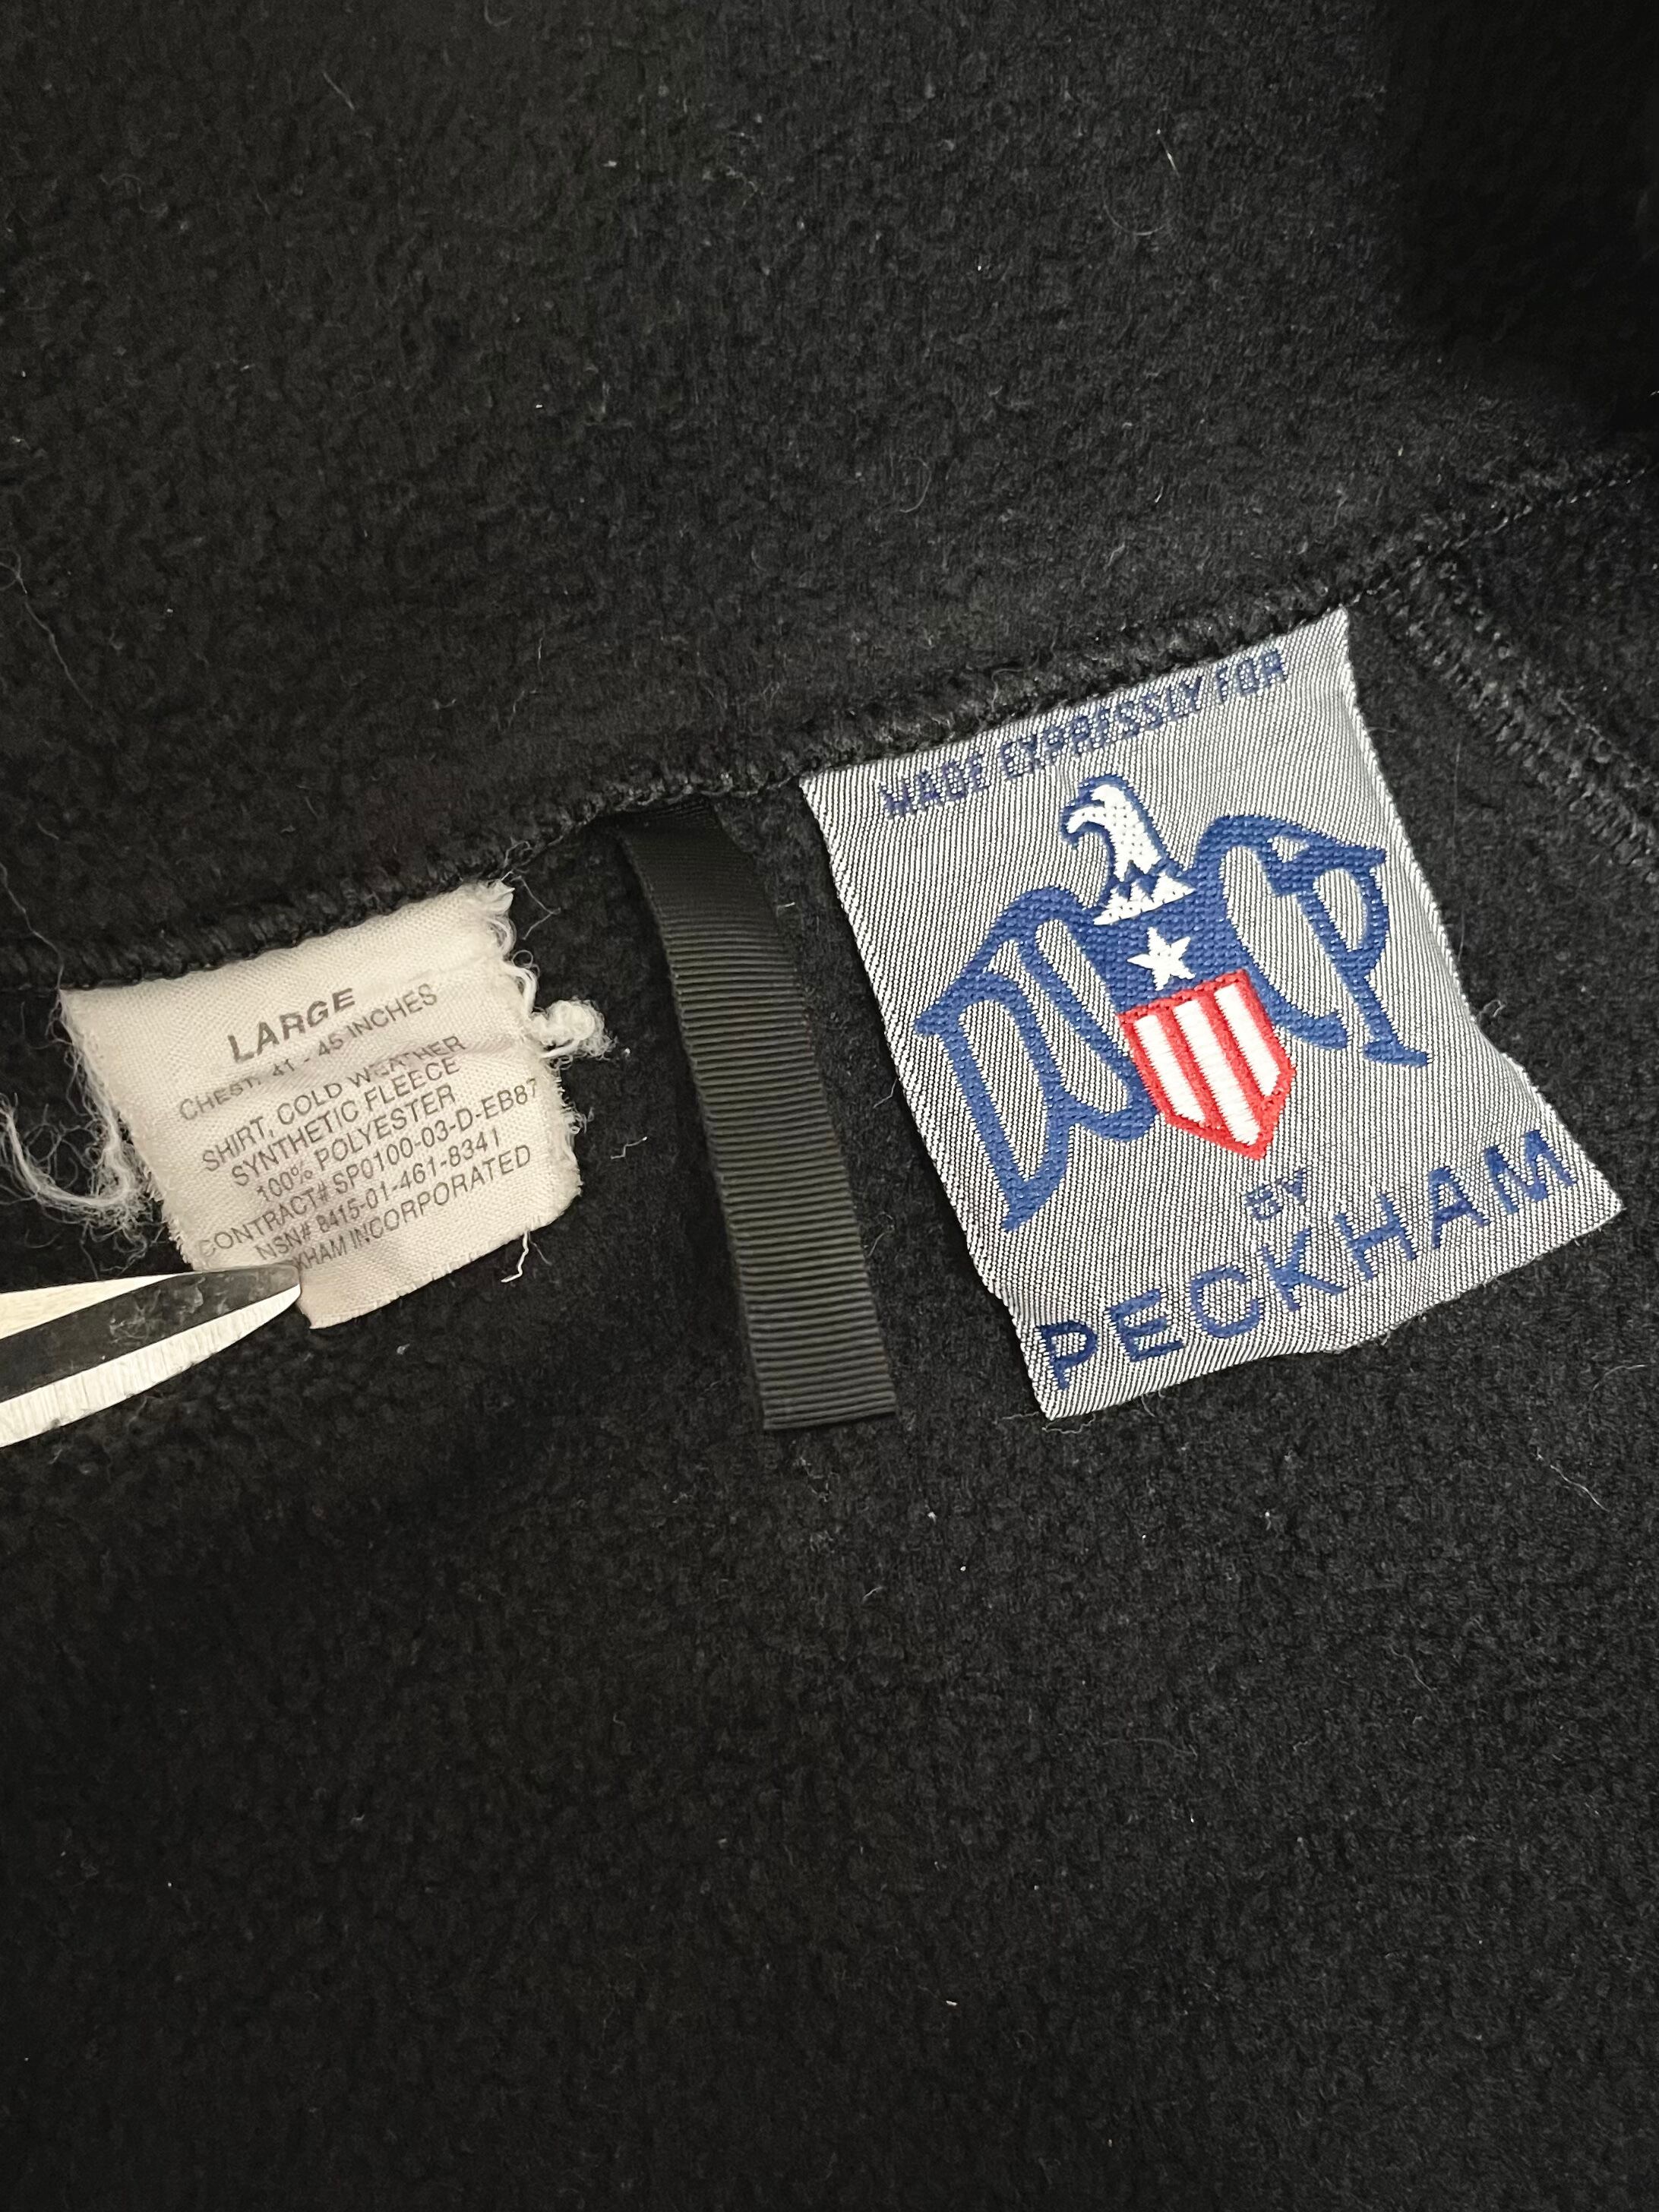 LARGE
CHEST: 41 - 45 INCHES
SHIRT, COLD WEATHER
SYNTHETIC FLEECE
100% POLYESTER
CONTRACT# SP0100-03-D-EB87
NSN# 8415-01-461-8341
KHAM INCORPORATED
MADE EXPRESSLY FOR
DSCP
BY
PECKHAM